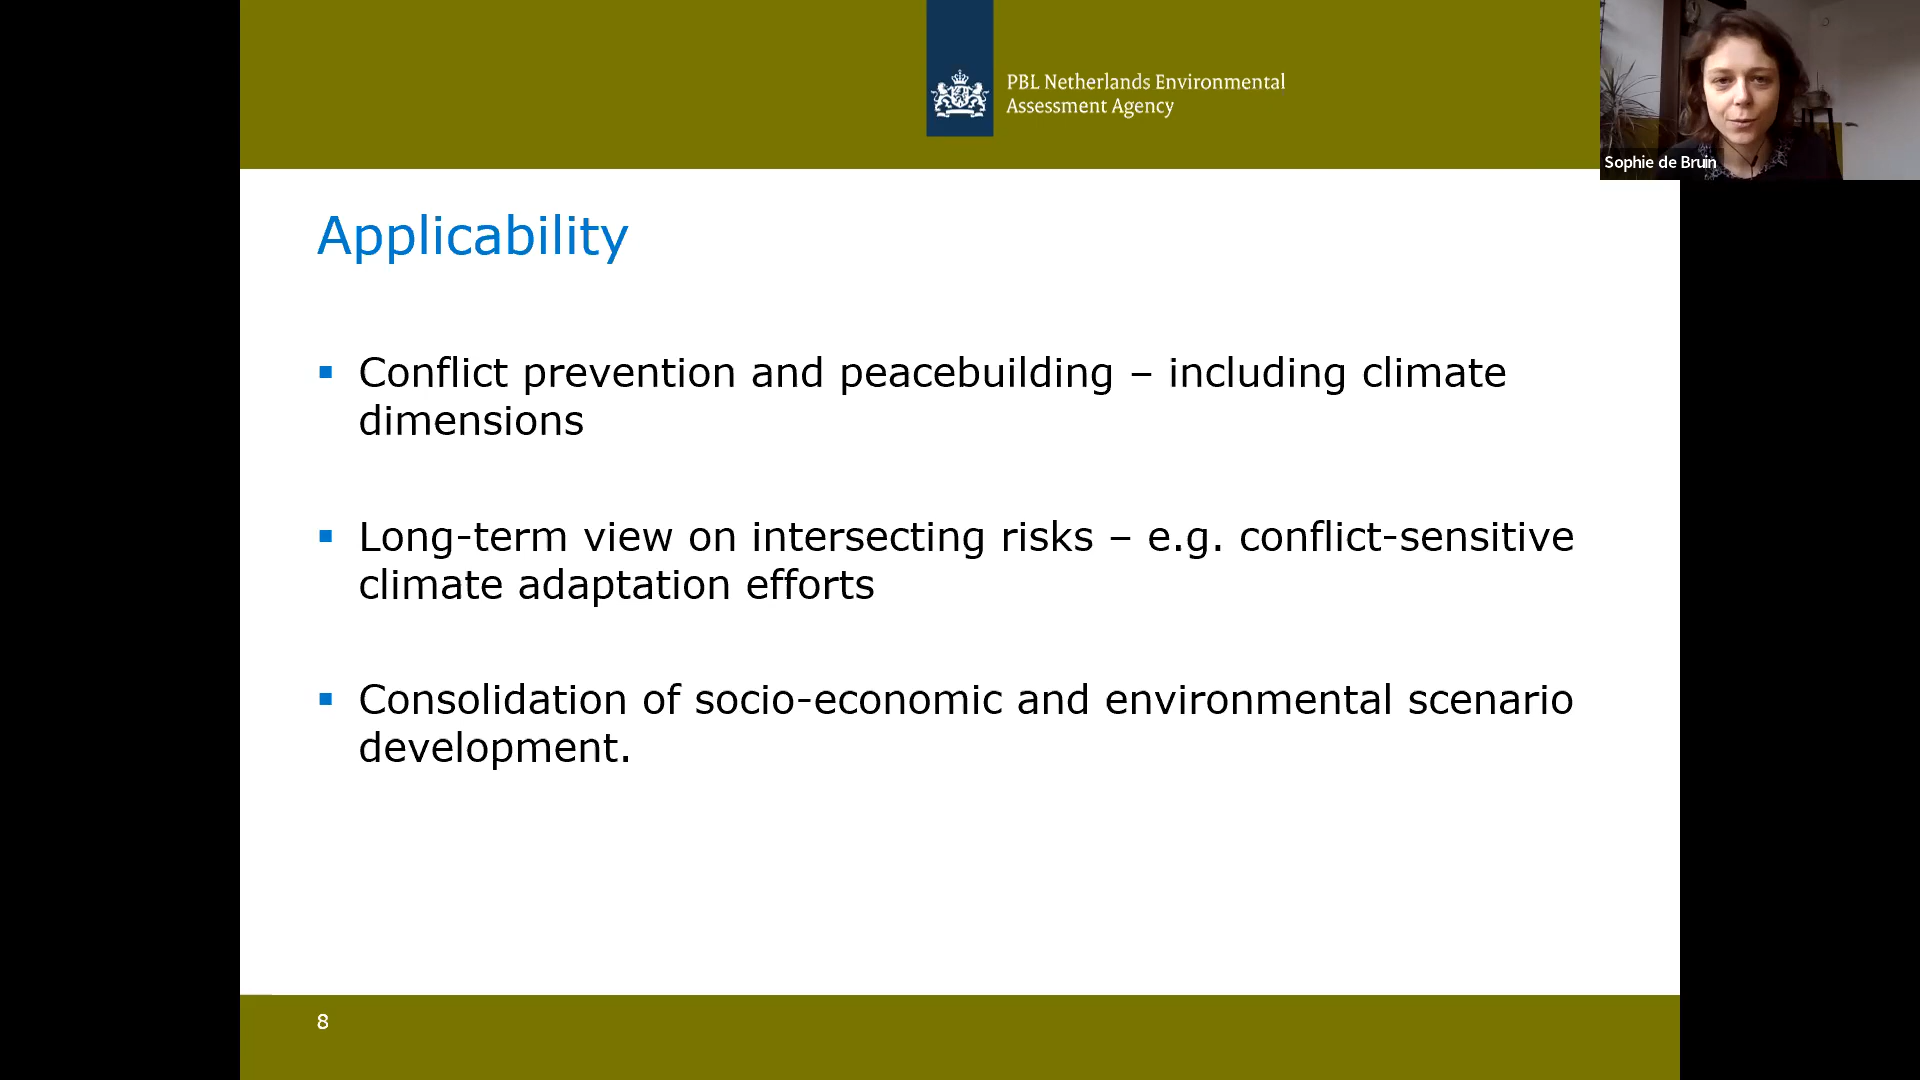 PBL Netherlands Environmental
Assessment Agency
Sophie de Bruin
Applicability
▪ Conflict prevention and peacebuilding – including climate
dimensions
▪ Long-term view on intersecting risks – e.g. conflict-sensitive
climate adaptation efforts
▪ Consolidation of socio-economic and environmental scenario
development.
8